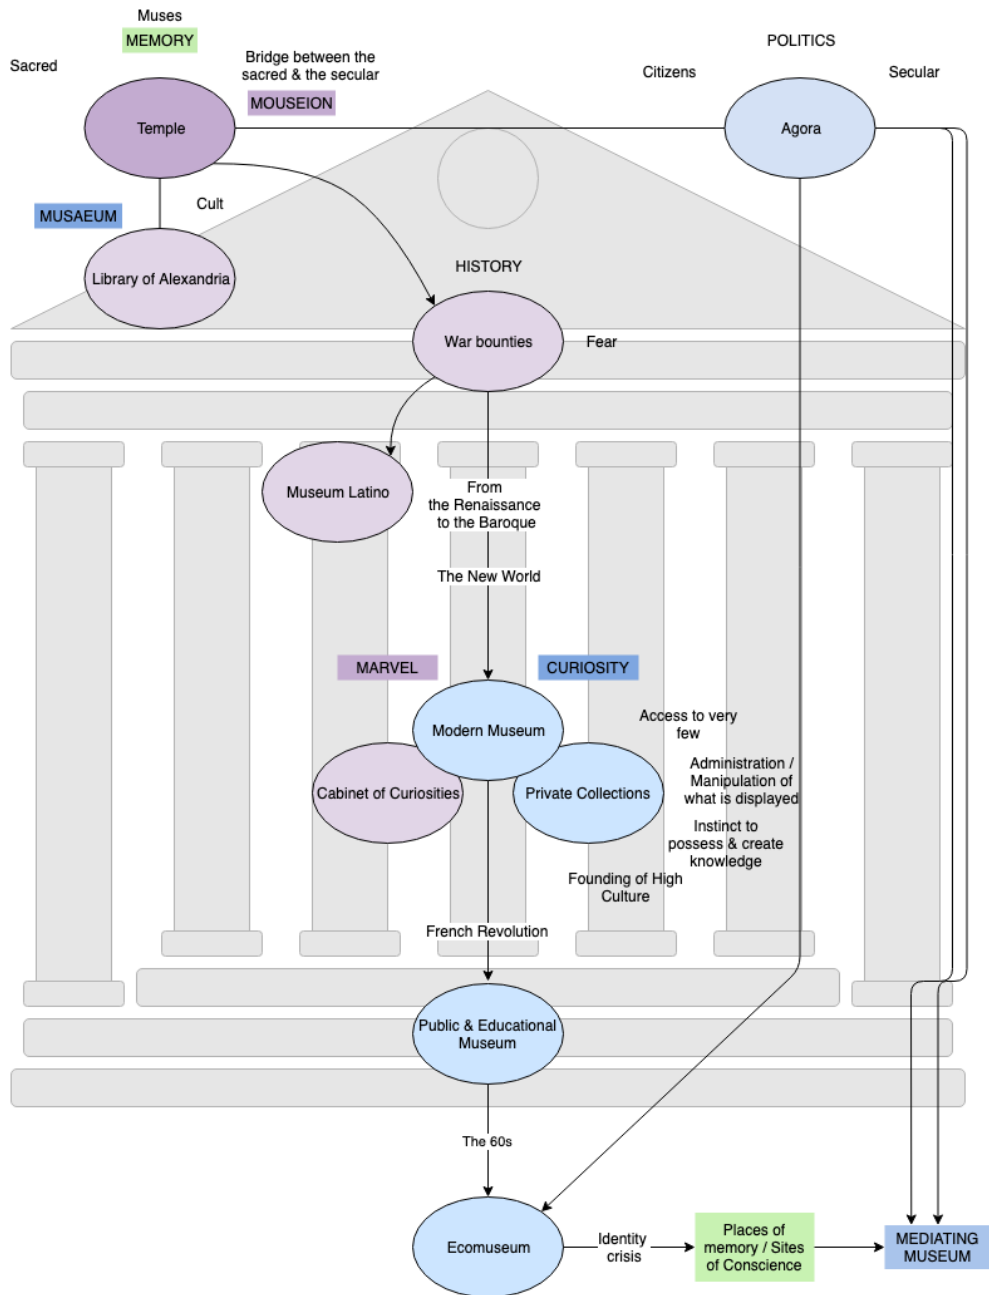 Muses
MEMORY
POLITICS
Sacred
Bridge between the
sacred & the secular
Citizens
Secular
MOUSEION
Temple
Agora
MUSAEUM
Cult
Library of Alexandria
HISTORY
War bounties
Fear
Museum Latino
From
the Renaissance
to the Baroque
The New World
MARVEL
CURIOSITY
Modern Museum
Access to very
few
Cabinet of Curiosities
Private Collections
Administration /
Manipulation of
what is displayed
Instinct to
possess & create
knowledge
Founding of High
Culture
French Revolution
Public & Educational
Museum
The 60s
Ecomuseum
Identity
crisis
Places of
memory / Sites
of Conscience
MEDIATING
MUSEUM